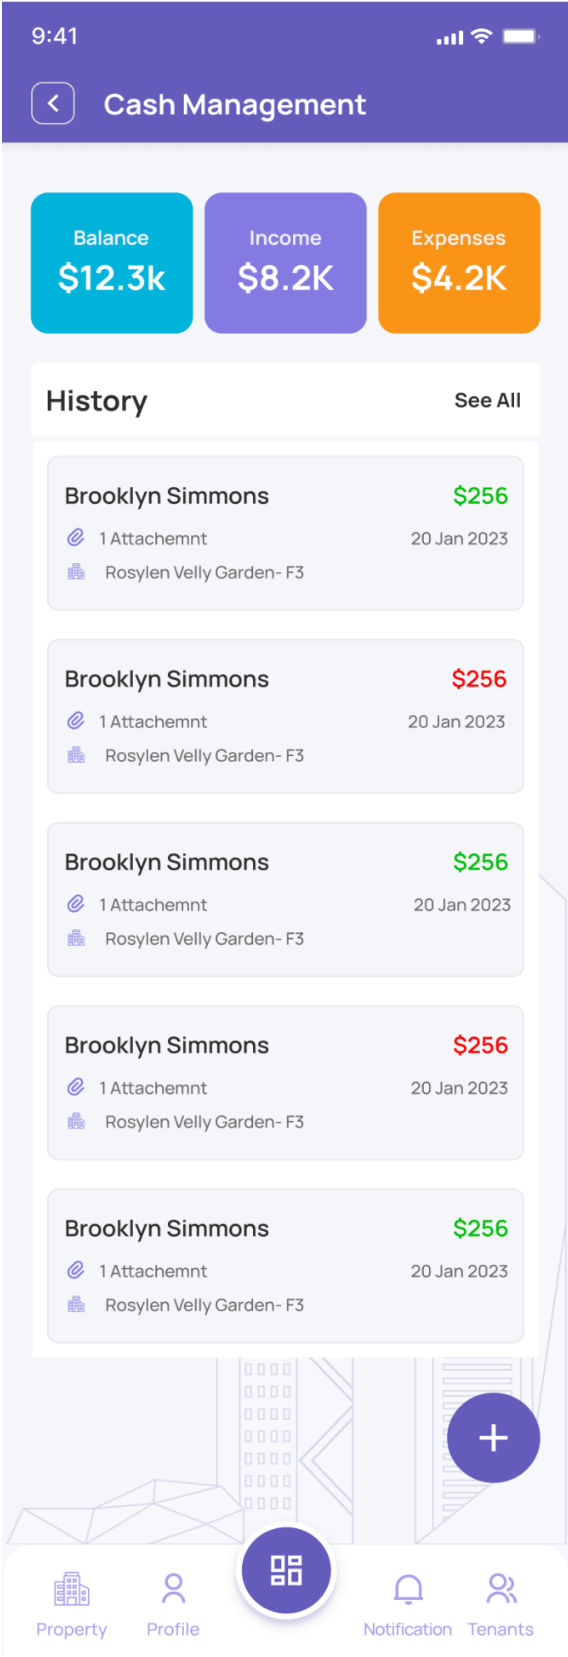 9:41
Cash Management
Balance Income Expenses
$12.3k $8.2K $4.2K
History See All
Brooklyn Simmons $256
1 Attachemnt 20 Jan 2023
Rosylen Velly Garden- F3
Brooklyn Simmons $256
1 Attachemnt 20 Jan 2023
Rosylen Velly Garden- F3
Brooklyn Simmons $256
1 Attachemnt 20 Jan 2023
Rosylen Velly Garden- F3
Brooklyn Simmons $256
1 Attachemnt 20 Jan 2023
Rosylen Velly Garden- F3
Brooklyn Simmons $256
1 Attachemnt 20 Jan 2023
Rosylen Velly Garden- F3
Property Profile Notification Tenants